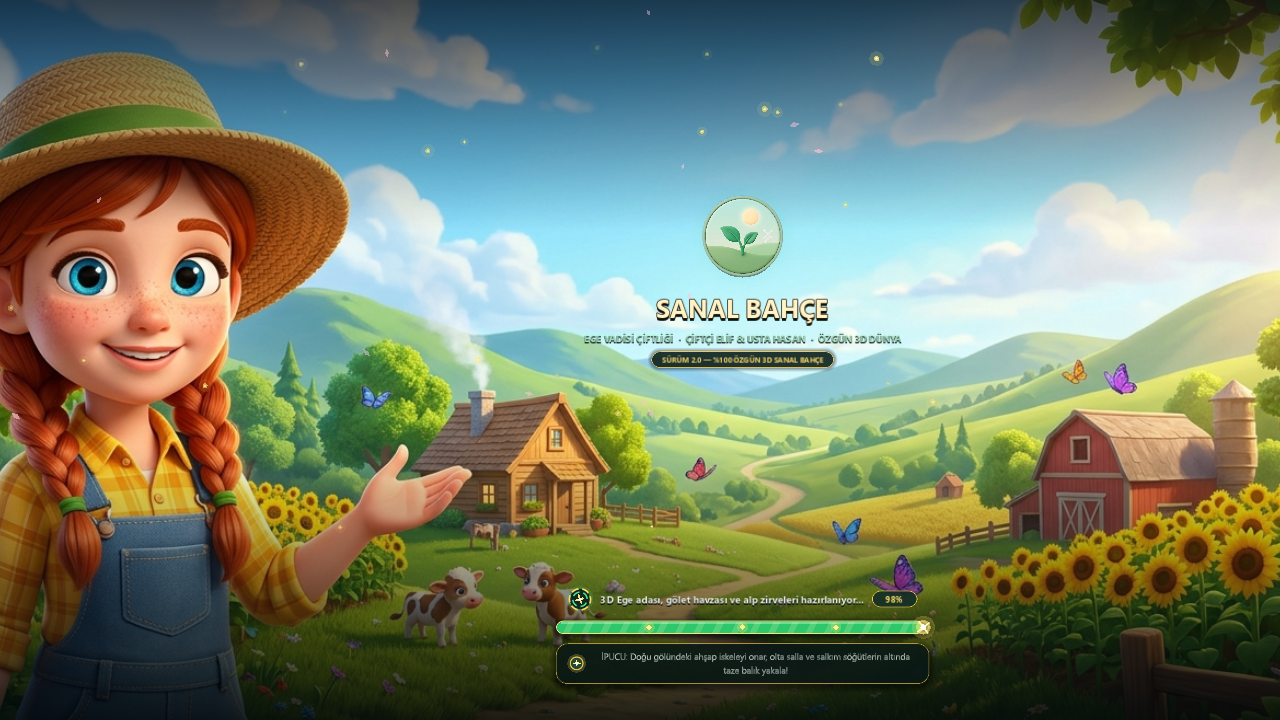 SANAL BAHÇE
EGE VADİSİ ÇİFTLİĞİ · ÇİFTÇİ ELİF & USTA HASAN · ÖZGÜN 3D DÜNYA
SÜRÜM 2.0 — %100 ÖZGÜN 3D SANAL BAHÇE
3D Ege adası, gölet havzası ve alp zirveleri hazırlanıyor... 98%
İPUCU: Doğu gölündeki ahşap iskeleyi onar, olta salla ve salkım söğütlerin altında
taze balık yakala!